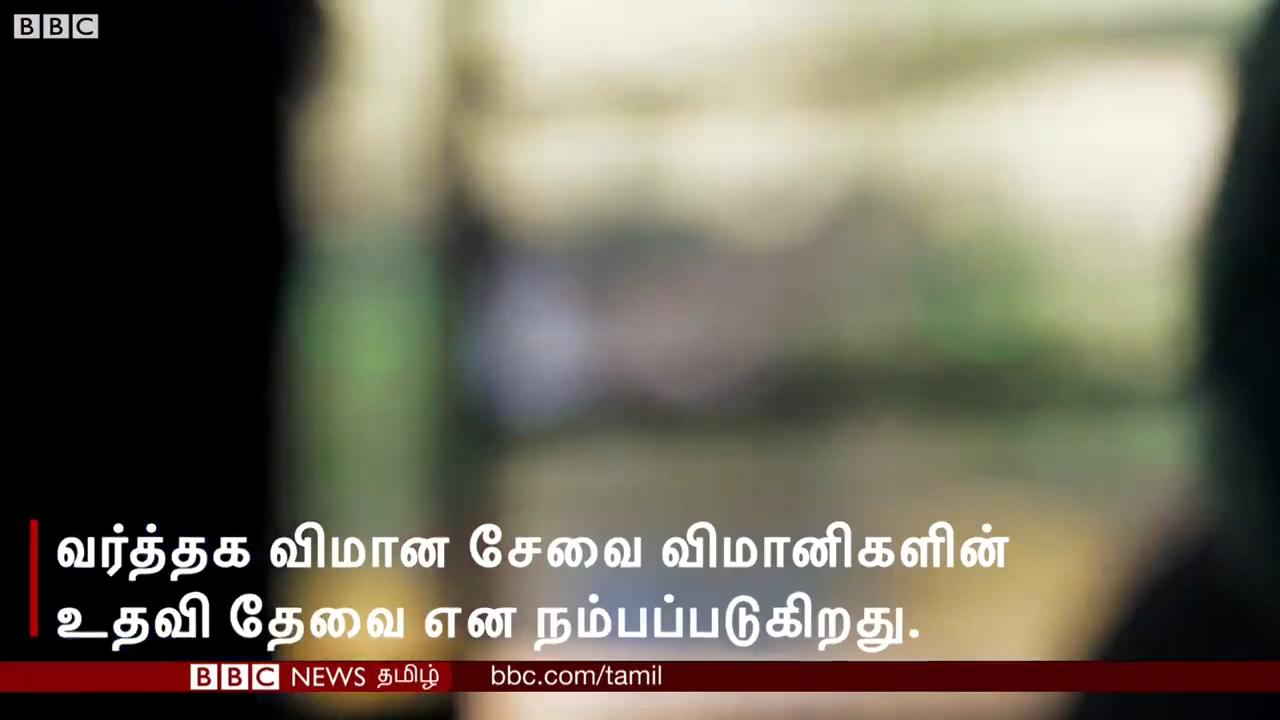 BBC
வர்த்தக விமான சேவை விமானிகளின்
உதவி தேவை என நம்பப்படுகிறது.
BBC NEWS தமிழ் bbc.com/tamil